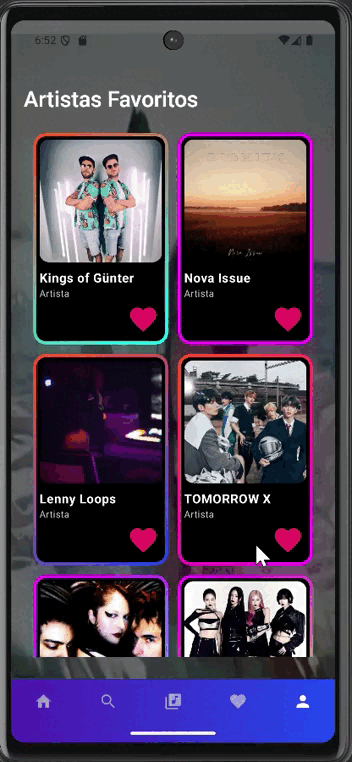 6:52
Artistas Favoritos
Kings of Günter
Artista
Nova Issue
Artista
Lenny Loops
Artista
TOMORROW X
Artista